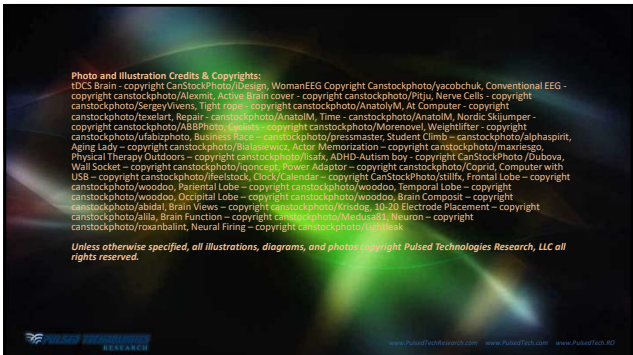 Photo and Illustration Credits & Copyrights:
tDCS Brain - copyright CanStockPhoto/iDesign, WomanEEG Copyright Canstockphoto/yacobchuk, Conventional EEG -
copyright canstockphoto/Alexmit, Active Brain cover - copyright canstockphoto/Pitju, Nerve Cells - copyright
canstockphoto/SergeyVivens, Tight rope - copyright canstockphoto/AnatolyM, At Computer - copyright
canstockphoto/texelart, Repair - canstockphoto/AnatolM, Time - canstockphoto/AnatolM, Nordic Skijumper -
copyright canstockphoto/ABBPhoto, Cyclists - copyright canstockphoto/Morenovel, Weightlifter - copyright
canstockphoto/ufabizphoto, Business Race – canstockphoto/pressmaster, Student Climb – canstockphoto/alphaspirit,
Aging Lady – copyright canstockphoto/Bialasiewicz, Actor Memorization – copyright canstockphoto/maxriesgo,
Physical Therapy Outdoors – copyright canstockphoto/lisafx, ADHD-Autism boy - copyright CanStockPhoto /Dubova,
Wall Socket – copyright canstockphoto/iqoncept, Power Adaptor – copyright canstockphoto/Coprid, Computer with
USB – copyright canstockphoto/ifeelstock, Clock/Calendar – copyright CanStockPhoto/stillfx, Frontal Lobe – copyright
canstockphoto/woodoo, Pariental Lobe – copyright canstockphoto/woodoo, Temporal Lobe – copyright
canstockphoto/woodoo, Occipital Lobe – copyright canstockphoto/woodoo, Brain Composit – copyright
canstockphoto/abidal, Brain Views – copyright canstockphoto/Krisdog, 10-20 Electrode Placement – copyright
canstockphoto/alila, Brain Function – copyright canstockphoto/Medusa81, Neuron – copyright
canstockphoto/roxanbalint, Neural Firing – copyright canstockphoto/Lightleak
Unless otherwise specified, all illustrations, diagrams, and photos copyright Pulsed Technologies Research, LLC all
rights reserved.
PULSED TECHNOLOGIES
RESEARCH
www.PulsedTechResearch.com www.PulsedTech.com www.PulsedTech.RO